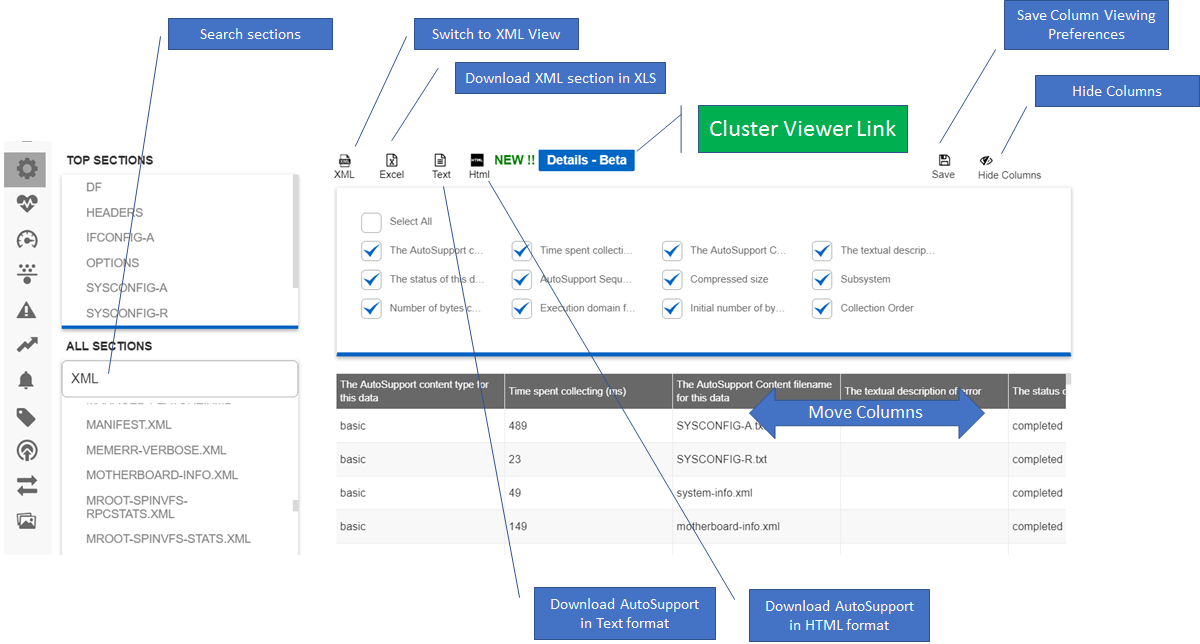 Search sections
Switch to XML View
Save Column Viewing
Preferences
Download XML section in XLS
Hide Columns
Cluster Viewer Link
TOP SECTIONS
DF
HEADERS
IFCONFIG-A
OPTIONS
SYSCONFIG-A
SYSCONFIG-R
ALL SECTIONS
XML
MANIFEST.XML
MEMERR-VERBOSE.XML
MOTHERBOARD-INFO.XML
MROOT-SPINVFS-
RPCSTATS.XML
MROOT-SPINVFS-STATS.XML
XML Excel Text Html NEW !! Details - Beta Save Hide Columns
Select All
The AutoSupport c... Time spent collecti... The AutoSupport C... The textual descrip...
The status of this d... AutoSupport Sequ... Compressed size Subsystem
Number of bytes c... Execution domain f... Initial number of by... Collection Order
The AutoSupport content type for
this data
Time spent collecting (ms)
The AutoSupport Content filename
for this data
The textual description of error
The status
Move Columns
basic 489 SYSCONFIG-A.txt completed
basic 23 SYSCONFIG-R.txt completed
basic 49 system-info.xml completed
basic 149 motherboard-info.xml completed
Download AutoSupport
in Text format
Download AutoSupport
in HTML format